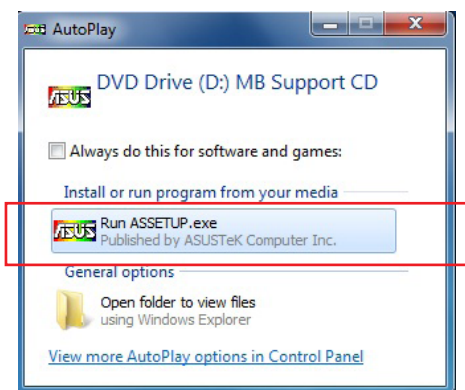 AutoPlay
DVD Drive (D:) MB Support CD
Always do this for software and games:
Install or run program from your media
Run ASSETUP.exe
Published by ASUSTeK Computer Inc.
General options
Open folder to view files
using Windows Explorer
View more AutoPlay options in Control Panel